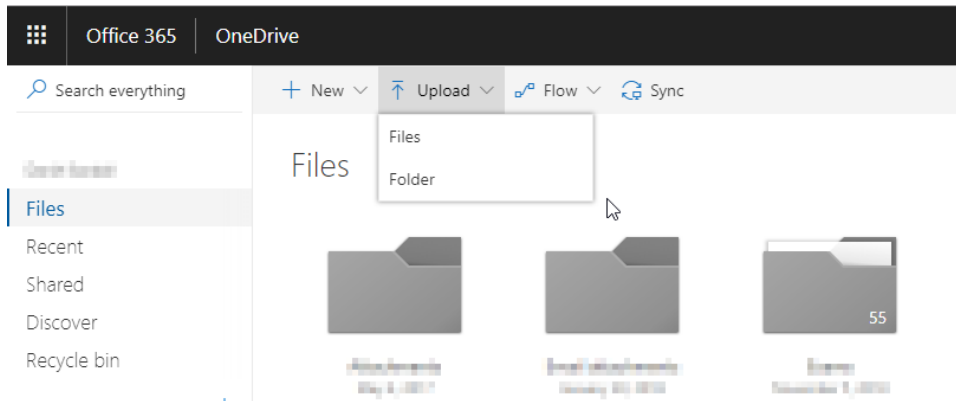 Office 365 OneDrive
Search everything
New Upload Flow Sync
Files
Folder
Files
Files
Recent
Shared
Discover
Recycle bin
55